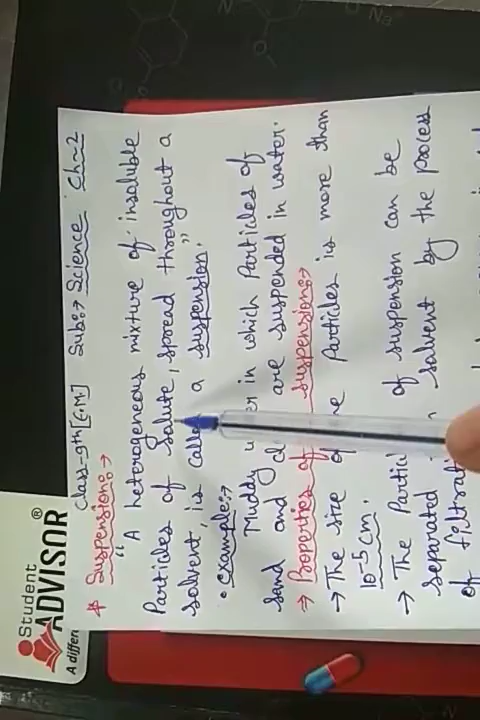 Student
ADVISOR®
A differen
Class-9th [E.M.] Sub:→ Science Ch-2
* Suspension:→
" A heterogeneous mixture of insoluble
Particles of Salute, spread throughout a
solvent, is called a suspension."
• example:→
Muddy in which Particles of
sand and are suspended in water.
⇒ Properties of suspension:→
→ The size of Particles is more than
10⁻⁵ cm.
→ The of suspension can be
separated solvent by the process
of